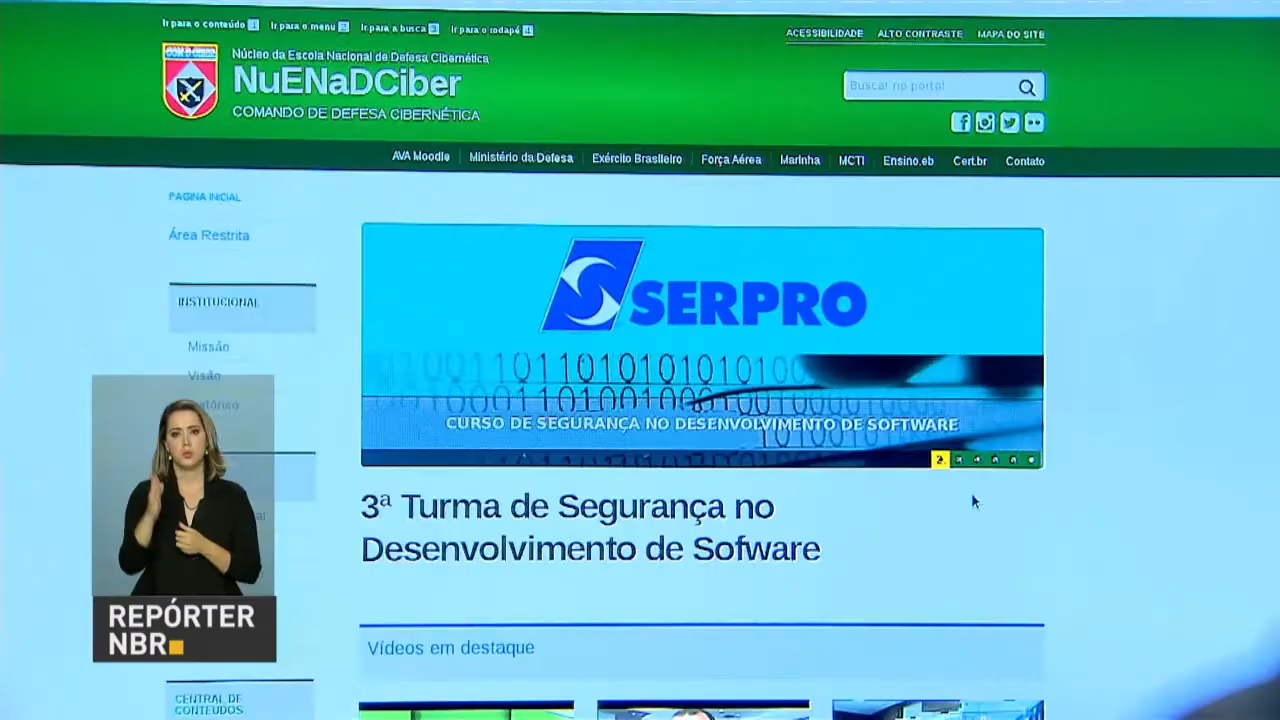 Ir para o conteúdo 1 Ir para o menu 2 Ir para a busca 3 Ir para o rodapé 4
ACESSIBILIDADE ALTO CONTRASTE MAPA DO SITE
Núcleo da Escola Nacional de Defesa Cibernética
NuENaDCiber
COMANDO DE DEFESA CIBERNÉTICA
Buscar no portal
AVA Moodle Ministério da Defesa Exército Brasileiro Força Aérea Marinha MCTI Ensino.eb Cert.br Contato
PAGINA INICIAL
Área Restrita
INSTITUCIONAL
Missão
Visão
SERPRO
CURSO DE SEGURANÇA NO DESENVOLVIMENTO DE SOFTWARE
2
3ª Turma de Segurança no
Desenvolvimento de Sofware
REPÓRTER
NBR
Vídeos em destaque
CENTRAL DE
CONTEUDOS